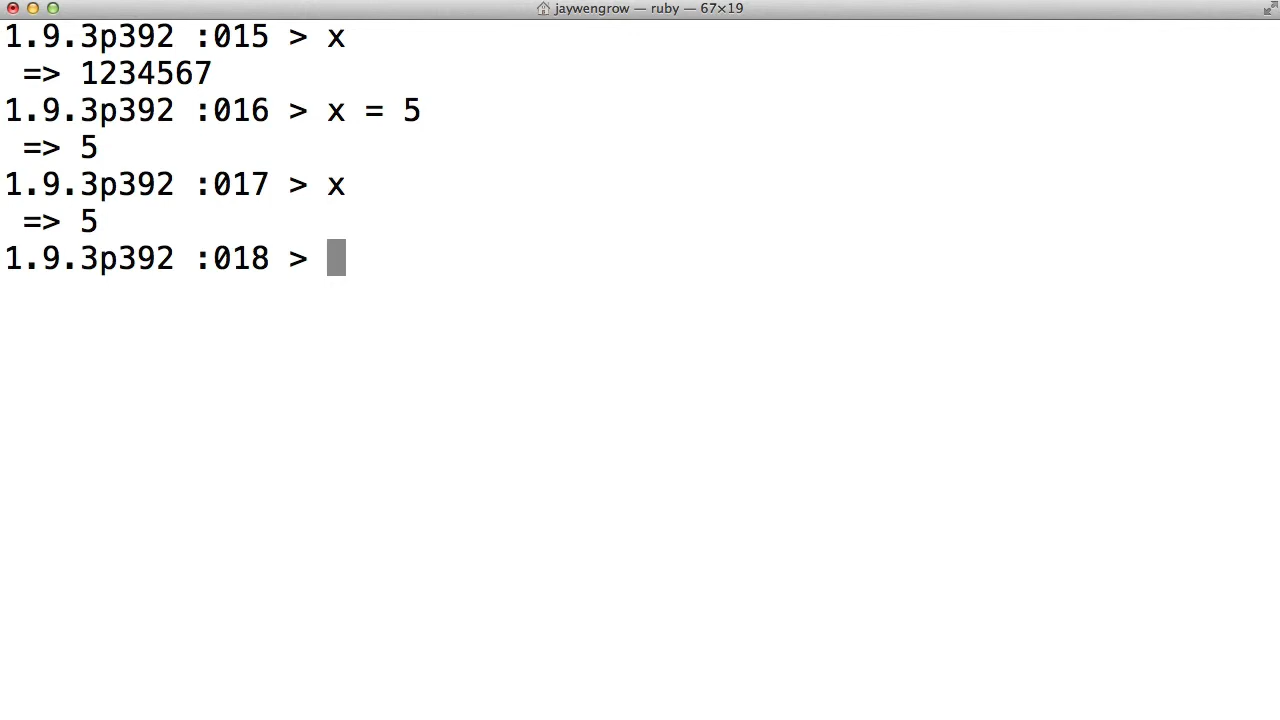 jaywengrow — ruby — 67×19
1.9.3p392 :015 > x
 => 1234567
1.9.3p392 :016 > x = 5
 => 5
1.9.3p392 :017 > x
 => 5
1.9.3p392 :018 >